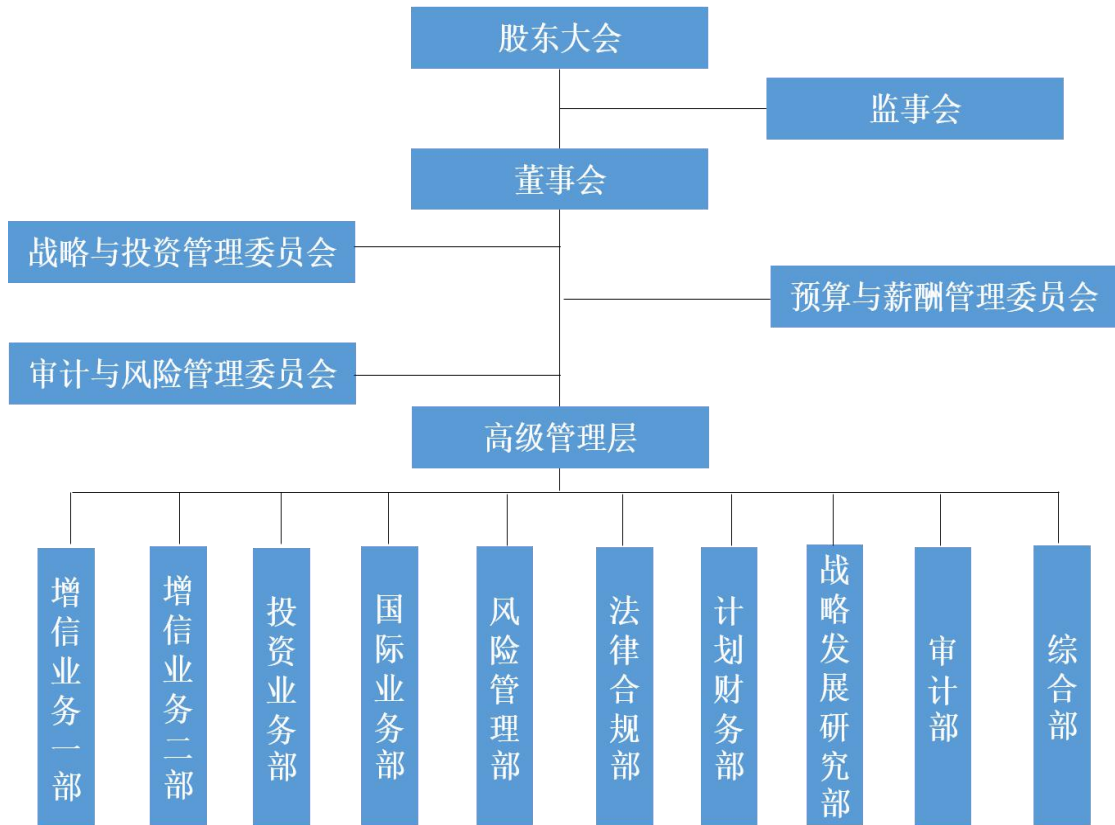 股东大会
监事会
董事会
战略与投资管理委员会
预算与薪酬管理委员会
审计与风险管理委员会
高级管理层
增信业务一部
增信业务二部
投资业务部
国际业务部
风险管理部
法律合规部
计划财务部
战略发展研究部
审计部
综合部